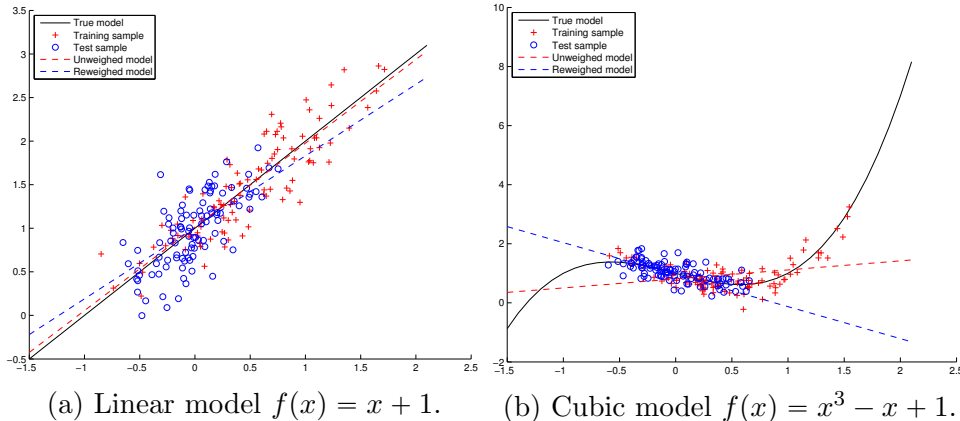 True model
Training sample
Test sample
Unweighed model
Reweighed model
3.5
3
2.5
2
1.5
1
0.5
0
−0.5
−1.5
−1
−0.5
0
0.5
1
1.5
2
2.5
(a) Linear model f(x) = x + 1.
True model
Training sample
Test sample
Unweighed model
Reweighed model
10
8
6
4
2
0
−2
−1.5
−1
−0.5
0
0.5
1
1.5
2
2.5
(b) Cubic model f(x) = x³ − x + 1.